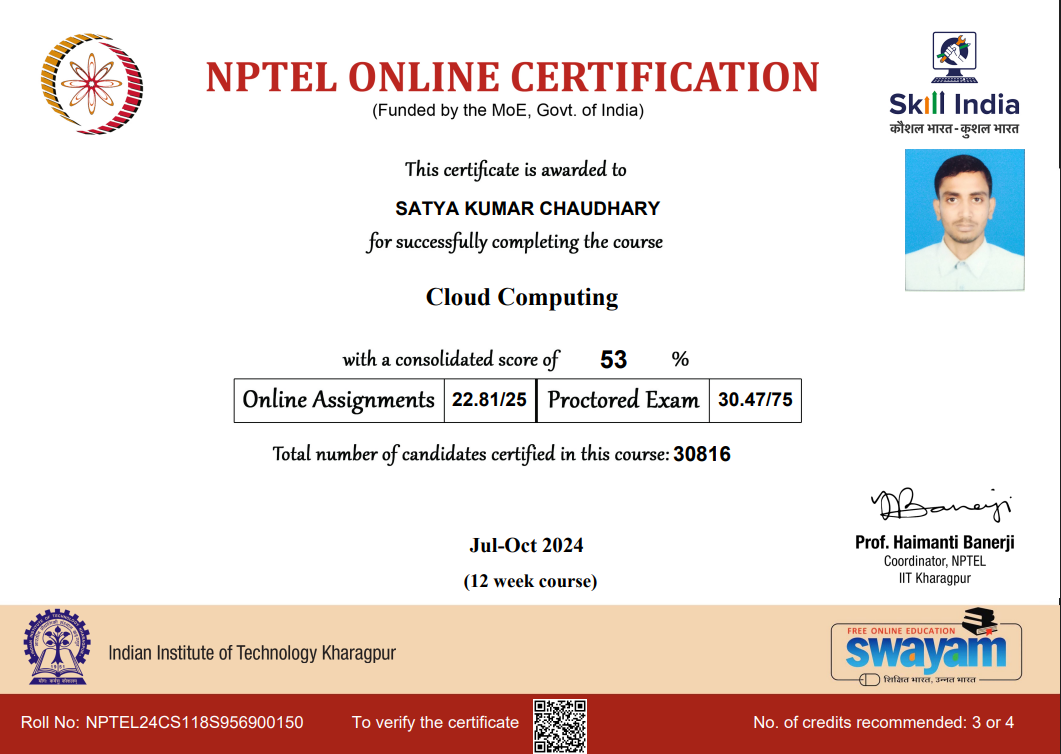 NPTEL ONLINE CERTIFICATION
(Funded by the MoE, Govt. of India)
Skill India
कौशल भारत - कुशल भारत
This certificate is awarded to
SATYA KUMAR CHAUDHARY
for successfully completing the course
Cloud Computing
with a consolidated score of 53 %
Online Assignments 22.81/25 Proctored Exam 30.47/75
Total number of candidates certified in this course: 30816
Jul-Oct 2024
(12 week course)
Prof. Haimanti Banerji
Coordinator, NPTEL
IIT Kharagpur
Indian Institute of Technology Kharagpur
FREE ONLINE EDUCATION
swayam
शिक्षित भारत, उन्नत भारत
Roll No: NPTEL24CS118S956900150
To verify the certificate
No. of credits recommended: 3 or 4